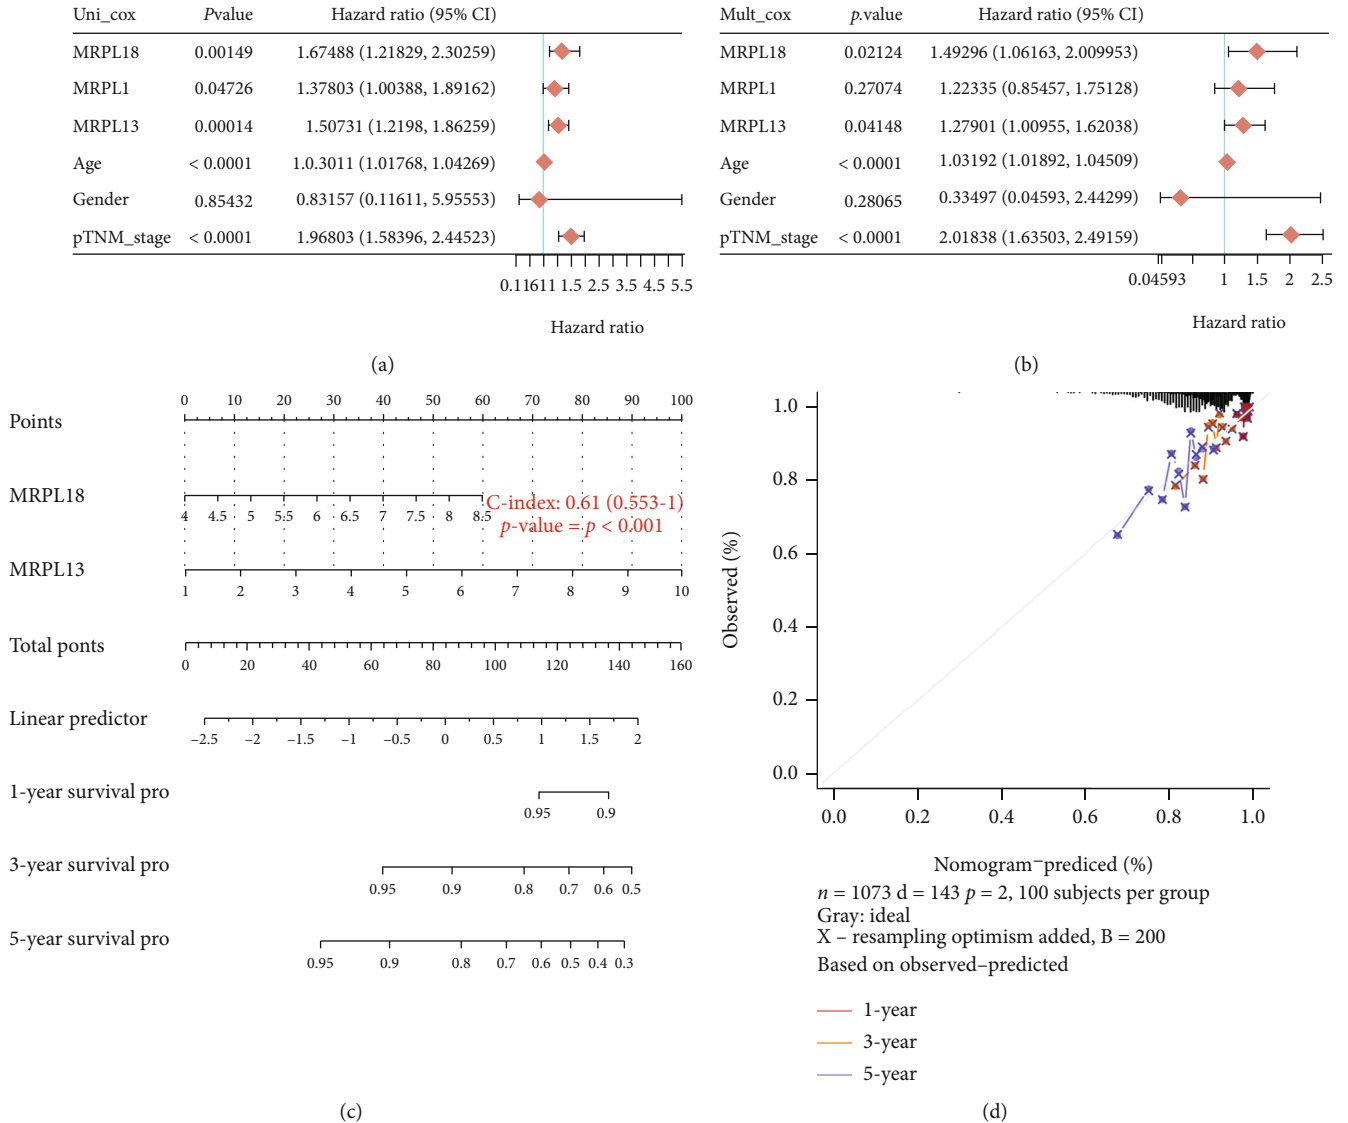 Uni_cox Pvalue Hazard ratio (95% CI)
MRPL18 0.00149 1.67488 (1.21829, 2.30259)
MRPL1 0.04726 1.37803 (1.00388, 1.89162)
MRPL13 0.00014 1.50731 (1.2198, 1.86259)
Age < 0.0001 1.0.3011 (1.01768, 1.04269)
Gender 0.85432 0.83157 (0.11611, 5.95553)
pTNM_stage < 0.0001 1.96803 (1.58396, 2.44523)
0.11611 1.5 2.5 3.5 4.5 5.5
Hazard ratio
(a)
Mult_cox p.value Hazard ratio (95% CI)
MRPL18 0.02124 1.49296 (1.06163, 2.009953)
MRPL1 0.27074 1.22335 (0.85457, 1.75128)
MRPL13 0.04148 1.27901 (1.00955, 1.62038)
Age < 0.0001 1.03192 (1.01892, 1.04509)
Gender 0.28065 0.33497 (0.04593, 2.44299)
pTNM_stage < 0.0001 2.01838 (1.63503, 2.49159)
0.04593 1 1.5 2 2.5
Hazard ratio
(b)
0 10 20 30 40 50 60 70 80 90 100
Points
MRPL18
4 4.5 5 5.5 6 6.5 7 7.5 8 8.5
C-index: 0.61 (0.553-1)
p-value = p < 0.001
MRPL13
1 2 3 4 5 6 7 8 9 10
Total ponts
0 20 40 60 80 100 120 140 160
Linear predictor
–2.5 –2 –1.5 –1 –0.5 0 0.5 1 1.5 2
1-year survival pro
0.95 0.9
3-year survival pro
0.95 0.9 0.8 0.7 0.6 0.5
5-year survival pro
0.95 0.9 0.8 0.7 0.6 0.5 0.4 0.3
(c)
Observed (%)
1.0
0.8
0.6
0.4
0.2
0.0
0.0 0.2 0.4 0.6 0.8 1.0
Nomogram–prediced (%)
n = 1073 d = 143 p = 2, 100 subjects per group
Gray: ideal
X – resampling optimism added, B = 200
Based on observed–predicted
1-year
3-year
5-year
(d)